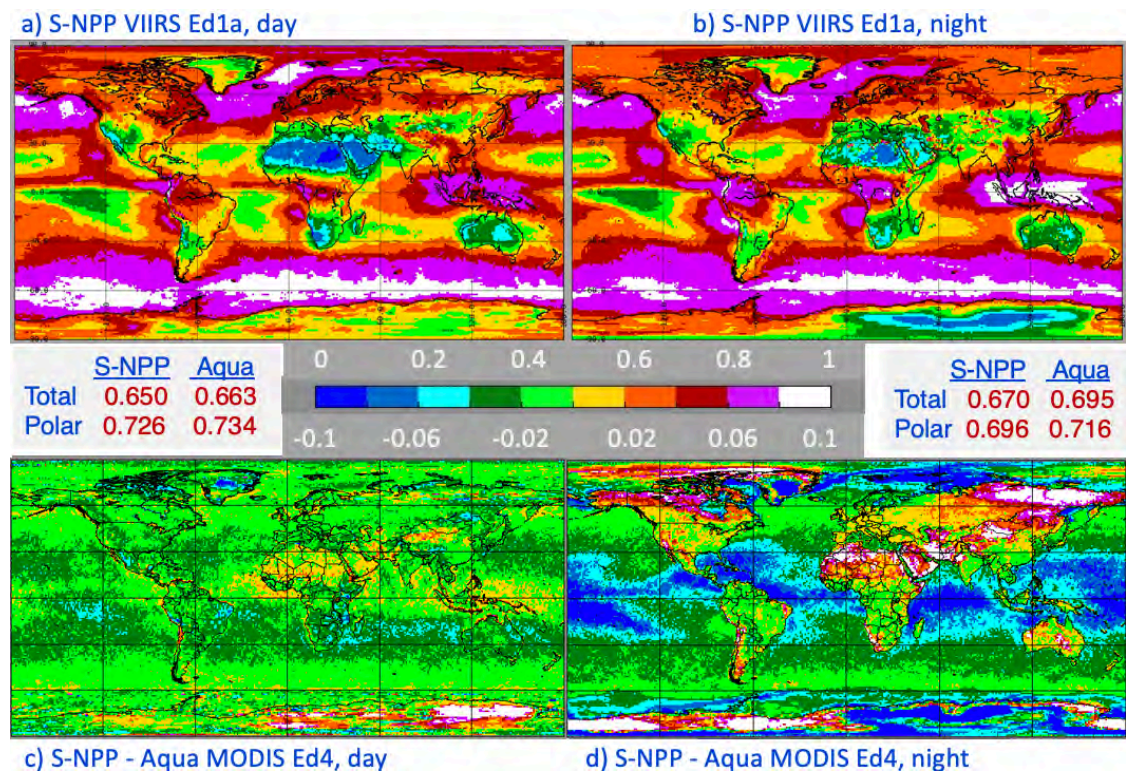 a) S-NPP VIIRS Ed1a, day
b) S-NPP VIIRS Ed1a, night
S-NPP Aqua
Total 0.650 0.663
Polar 0.726 0.734
0 0.2 0.4 0.6 0.8 1
-0.1 -0.06 -0.02 0.02 0.06 0.1
S-NPP Aqua
Total 0.670 0.695
Polar 0.696 0.716
c) S-NPP - Aqua MODIS Ed4, day
d) S-NPP - Aqua MODIS Ed4, night